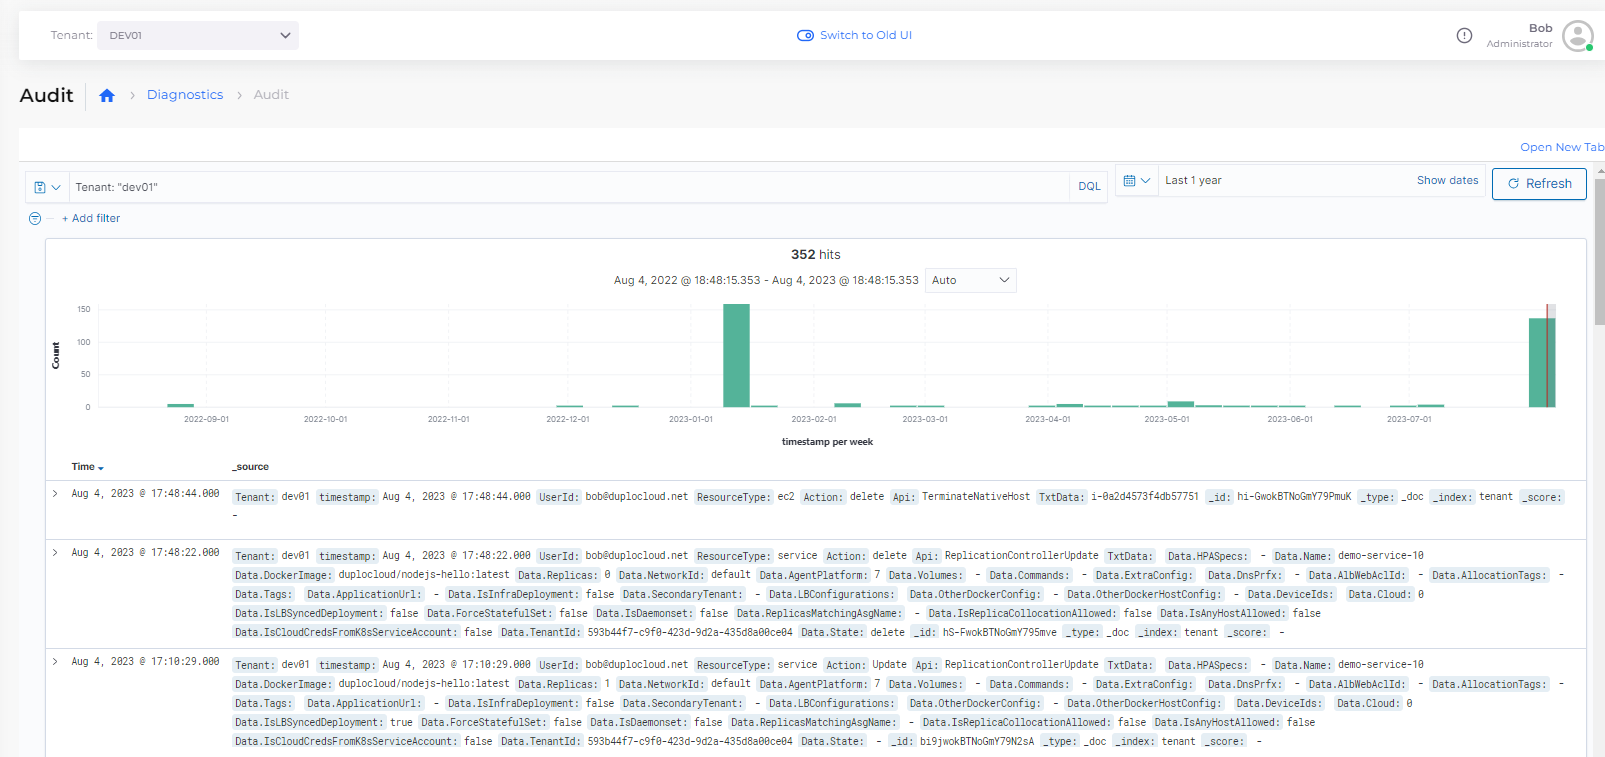 Tenant: DEV01 Switch to Old UI Bob
Administrator
Audit Diagnostics Audit
Open New Tab
Tenant: "dev01" DQL Last 1 year Show dates Refresh
+ Add filter
352 hits
Aug 4, 2022 @ 18:48:15.353 - Aug 4, 2023 @ 18:48:15.353 Auto
150
100
50
0
Count
2022-09-01 2022-10-01 2022-11-01 2022-12-01 2023-01-01 2023-02-01 2023-03-01 2023-04-01 2023-05-01 2023-06-01 2023-07-01
timestamp per week
Time _source
Aug 4, 2023 @ 17:48:44.000 Tenant: dev01 timestamp: Aug 4, 2023 @ 17:48:44.000 UserId: bob@duplocloud.net ResourceType: ec2 Action: delete Api: TerminateNativeHost TxtData: i-0a2d4573f4db57751 _id: hi-GwokBTNoGmY79PmuK _type: _doc _index: tenant _score:
-
Aug 4, 2023 @ 17:48:22.000 Tenant: dev01 timestamp: Aug 4, 2023 @ 17:48:22.000 UserId: bob@duplocloud.net ResourceType: service Action: delete Api: ReplicationControllerUpdate TxtData: Data.HPASpecs: - Data.Name: demo-service-10
Data.DockerImage: duplocloud/nodejs-hello:latest Data.Replicas: 0 Data.NetworkId: default Data.AgentPlatform: 7 Data.Volumes: - Data.Commands: - Data.ExtraConfig: Data.DnsPrfx: - Data.AlbWebAclId: - Data.AllocationTags: -
Data.Tags: Data.ApplicationUrl: - Data.IsInfraDeployment: false Data.SecondaryTenant: - Data.LBConfigurations: Data.OtherDockerConfig: - Data.OtherDockerHostConfig: - Data.DeviceIds: Data.Cloud: 0
Data.IsLBSyncedDeployment: false Data.ForceStatefulSet: false Data.IsDaemonset: false Data.ReplicasMatchingAsgName: - Data.IsReplicaCollocationAllowed: false Data.IsAnyHostAllowed: false
Data.IsCloudCredsFromK8sServiceAccount: false Data.TenantId: 593b44f7-c9f0-423d-9d2a-435d8a00ce04 Data.State: delete _id: hS-FwokBTNoGmY795mve _type: _doc _index: tenant _score: -
Aug 4, 2023 @ 17:10:29.000 Tenant: dev01 timestamp: Aug 4, 2023 @ 17:10:29.000 UserId: bob@duplocloud.net ResourceType: service Action: Update Api: ReplicationControllerUpdate TxtData: Data.HPASpecs: - Data.Name: demo-service-10
Data.DockerImage: duplocloud/nodejs-hello:latest Data.Replicas: 1 Data.NetworkId: default Data.AgentPlatform: 7 Data.Volumes: - Data.Commands: - Data.ExtraConfig: Data.DnsPrfx: - Data.AlbWebAclId: - Data.AllocationTags: -
Data.Tags: Data.ApplicationUrl: - Data.IsInfraDeployment: false Data.SecondaryTenant: - Data.LBConfigurations: Data.OtherDockerConfig: - Data.OtherDockerHostConfig: Data.DeviceIds: Data.Cloud: 0
Data.IsLBSyncedDeployment: true Data.ForceStatefulSet: false Data.IsDaemonset: false Data.ReplicasMatchingAsgName: - Data.IsReplicaCollocationAllowed: false Data.IsAnyHostAllowed: false
Data.IsCloudCredsFromK8sServiceAccount: false Data.TenantId: 593b44f7-c9f0-423d-9d2a-435d8a00ce04 Data.State: - _id: bi9jwokBTNoGmY79N2sA _type: _doc _index: tenant _score: -